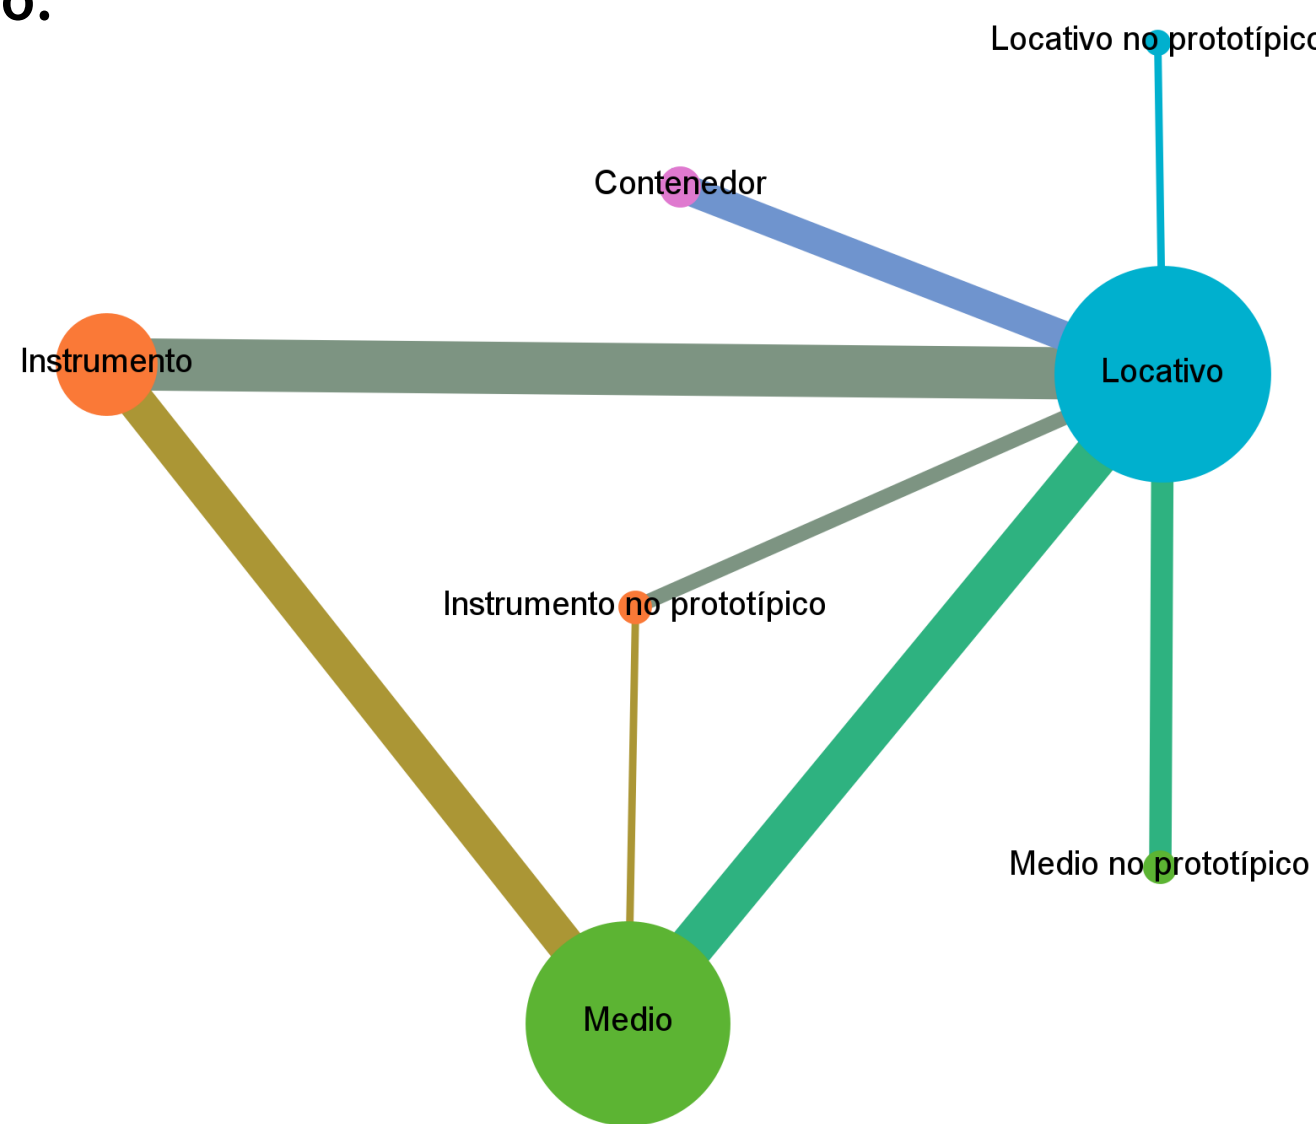 Locativo no prototípico
Contenedor
Instrumento
Locativo
Instrumento no prototípico
Medio no prototípico
Medio